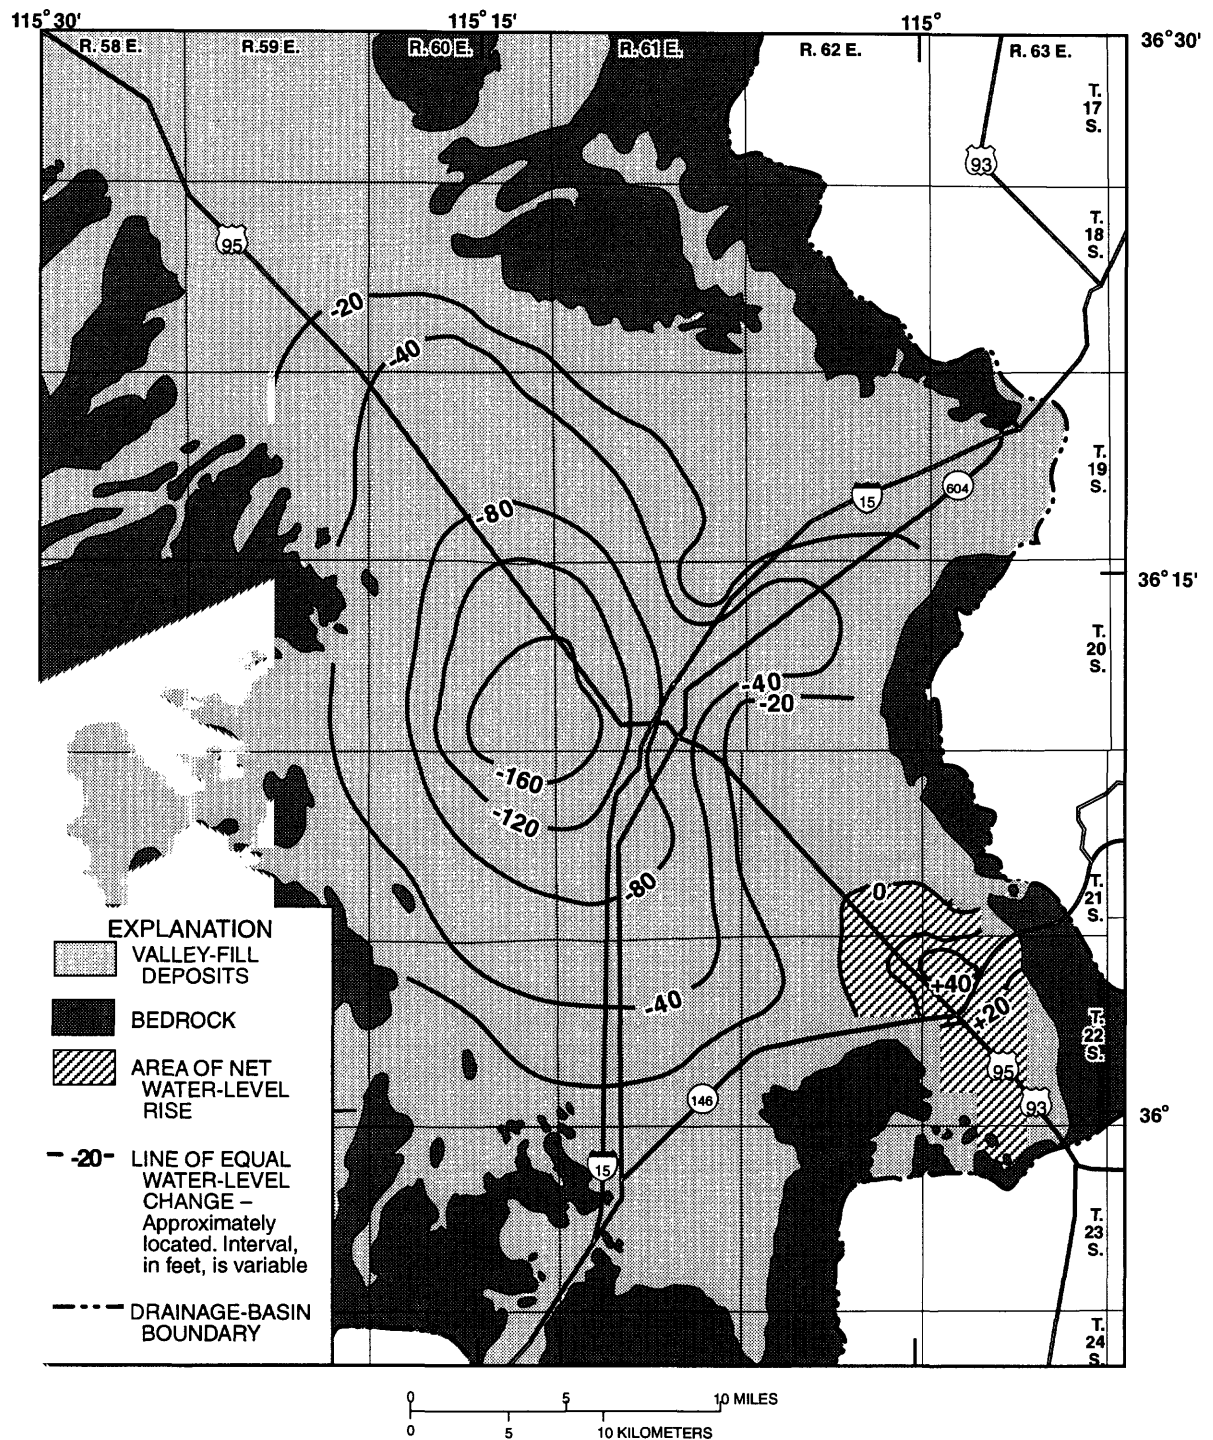 115° 30' 115° 15' 115°
R. 58 E. R.59 E. R.60 E. R.61 E. R. 62 E. R. 63 E.
36° 30'
T.
17
S.
93
T.
18
S.
95
-20
-40
T.
19
S.
-80
15
604
36° 15'
T.
20
S.
-40
-20
-160
-120
-80
0
T.
21
S.
+40
+20
-40
T.
22
S.
95
146
93
36°
15
T.
23
S.
T.
24
S.
EXPLANATION
VALLEY-FILL
DEPOSITS
BEDROCK
AREA OF NET
WATER-LEVEL
RISE
-20- LINE OF EQUAL
WATER-LEVEL
CHANGE –
Approximately
located. Interval,
in feet, is variable
DRAINAGE-BASIN
BOUNDARY
0 5 10 MILES
0 5 10 KILOMETERS